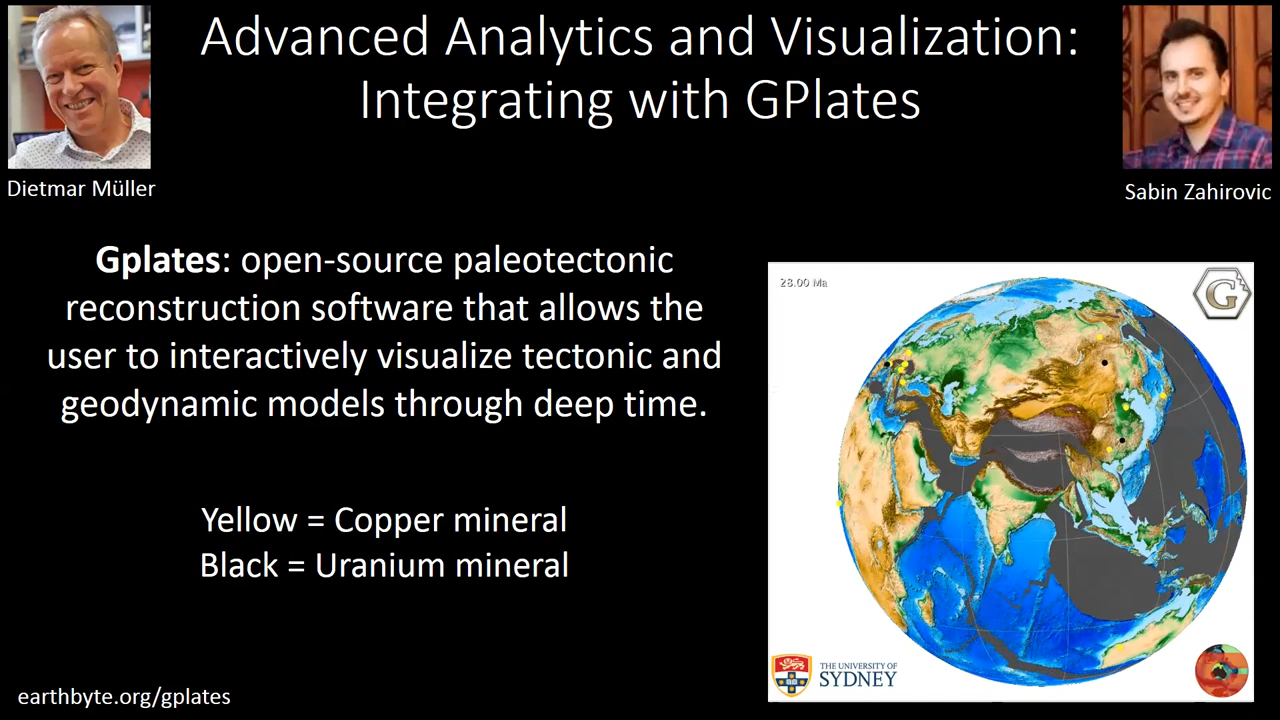 Advanced Analytics and Visualization:
Integrating with GPlates
Dietmar Müller
Sabin Zahirovic
Gplates: open-source paleotectonic
reconstruction software that allows the
user to interactively visualize tectonic and
geodynamic models through deep time.
Yellow = Copper mineral
Black = Uranium mineral
28.00 Ma
G
THE UNIVERSITY OF
SYDNEY
earthbyte.org/gplates